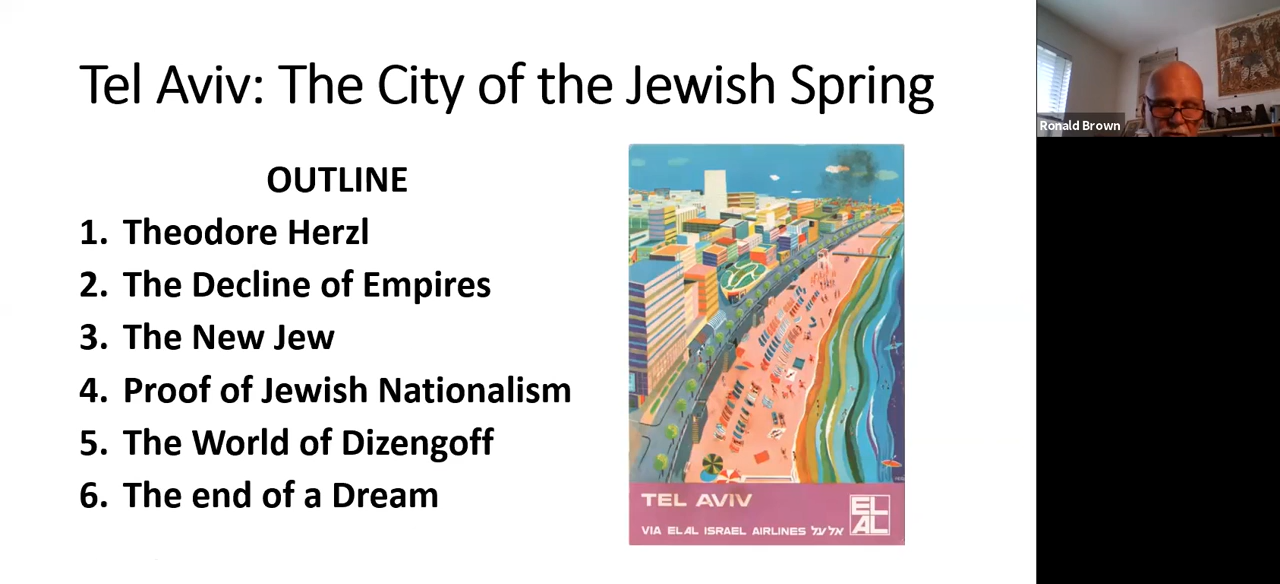 Tel Aviv: The City of the Jewish Spring
OUTLINE
1. Theodore Herzl
2. The Decline of Empires
3. The New Jew
4. Proof of Jewish Nationalism
5. The World of Dizengoff
6. The end of a Dream
TEL AVIV
VIA ELAL ISRAEL AIRLINES אל על
EL
AL
Ronald Brown